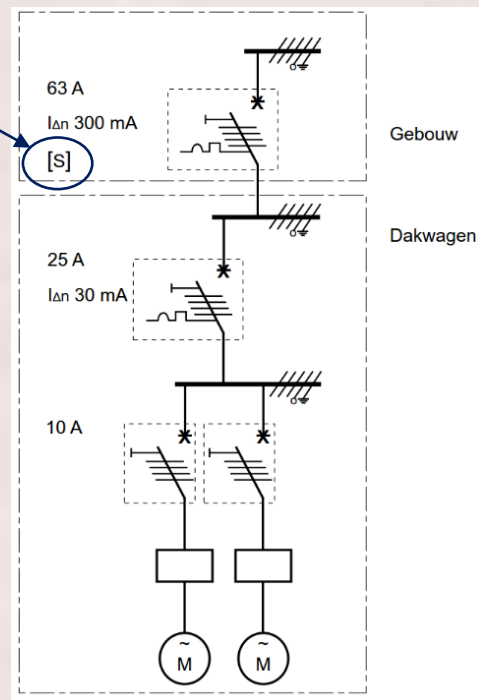 63 A
IΔn 300 mA
[S]
Gebouw
Dakwagen
25 A
IΔn 30 mA
10 A
~
M
~
M